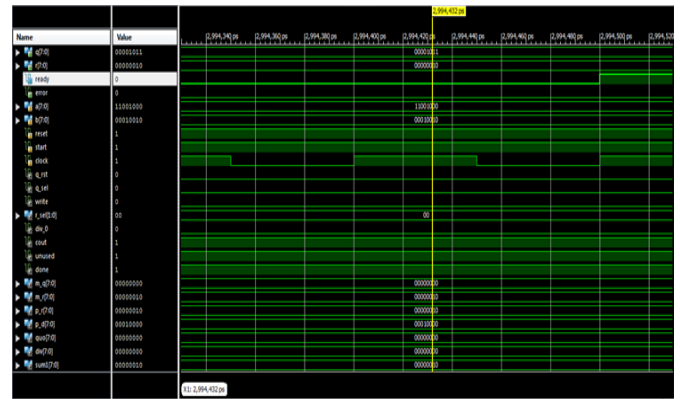 2,994,432 ps
Name Value 2,994,340 ps 2,994,360 ps 2,994,380 ps 2,994,400 ps 2,994,420 ps 2,994,440 ps 2,994,460 ps 2,994,480 ps 2,994,500 ps 2,994,520
q[7:0] 00001011 00001011
r[7:0] 00000010 00000010
ready 0
error 0
a[7:0] 11001000 11001000
b[7:0] 00010010 00010010
reset 1
start 1
clock 1
q_rst 0
q_sel 0
write 0
r_sel[1:0] 00 00
div_0 0
cout 1
unused 1
done 1
m_q[7:0] 00000000 00000000
m_r[7:0] 00000010 00000010
p_r[7:0] 00000010 00000010
p_d[7:0] 00010000 00010000
quo[7:0] 00000000 00000000
div[7:0] 00000000 00000000
sum1[7:0] 00000010 00000010
X1: 2,994,432 ps